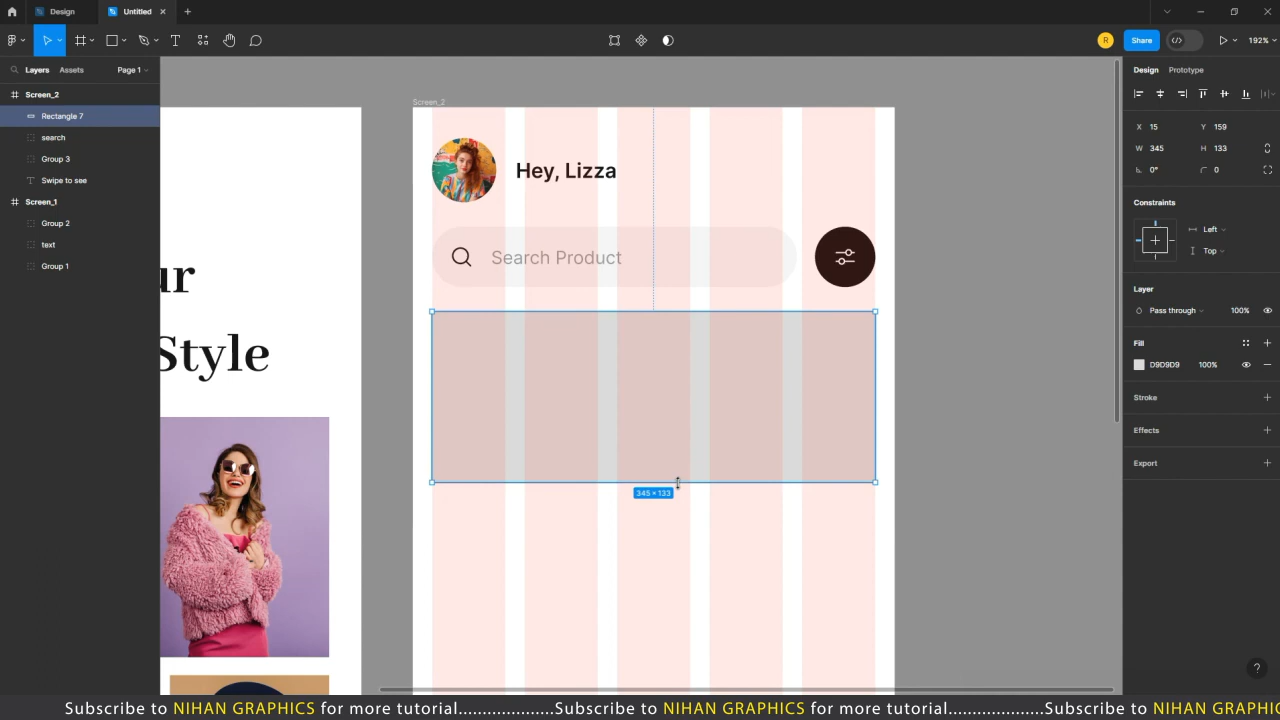 Design
Untitled
R
Share
192%
Layers
Assets
Page 1
Screen_2
Rectangle 7
search
Group 3
Swipe to see
Screen_1
Group 2
text
Group 1
ur
Style
Screen_2
Hey, Lizza
Search Product
345 × 133
Design
Prototype
X 15
Y 159
W 345
H 133
0°
0
Constraints
Left
Top
Layer
Pass through
100%
Fill
D9D9D9
100%
Stroke
Effects
Export
?
Subscribe to NIHAN GRAPHICS for more tutorial....................Subscribe to NIHAN GRAPHICS for more tutorial....................Subscribe to NIHAN GRAPHIC